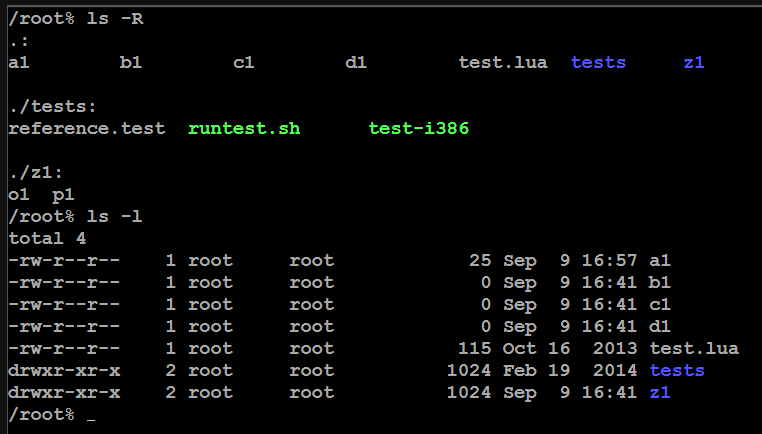 /root% ls -R
.:
a1        b1        c1        d1        test.lua  tests     z1
./tests:
reference.test  runtest.sh      test-i386
./z1:
o1  p1
/root% ls -l
total 4
-rw-r--r--    1 root     root            25 Sep  9 16:57 a1
-rw-r--r--    1 root     root             0 Sep  9 16:41 b1
-rw-r--r--    1 root     root             0 Sep  9 16:41 c1
-rw-r--r--    1 root     root             0 Sep  9 16:41 d1
-rw-r--r--    1 root     root           115 Oct 16  2013 test.lua
drwxr-xr-x    2 root     root          1024 Feb 19  2014 tests
drwxr-xr-x    2 root     root          1024 Sep  9 16:41 z1
/root% _